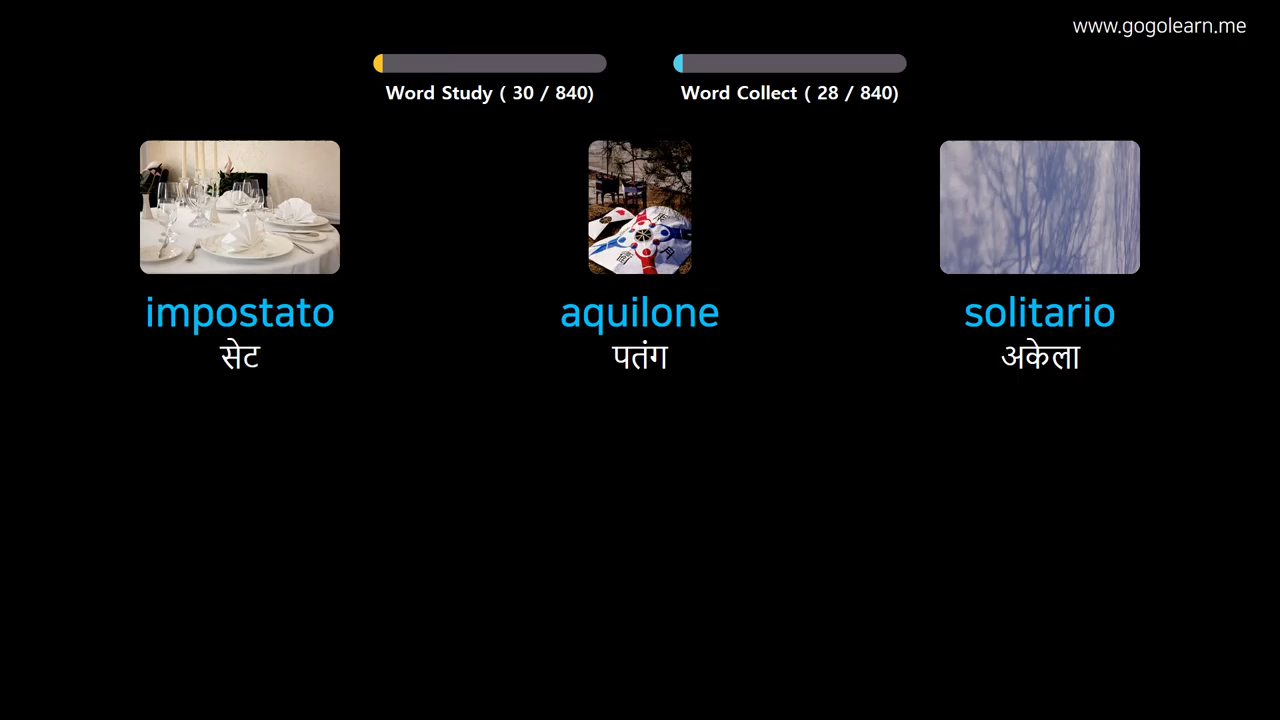 www.gogolearn.me
Word Study ( 30 / 840)
Word Collect ( 28 / 840)
impostato
aquilone
solitario
सेट
पतंग
अकेला